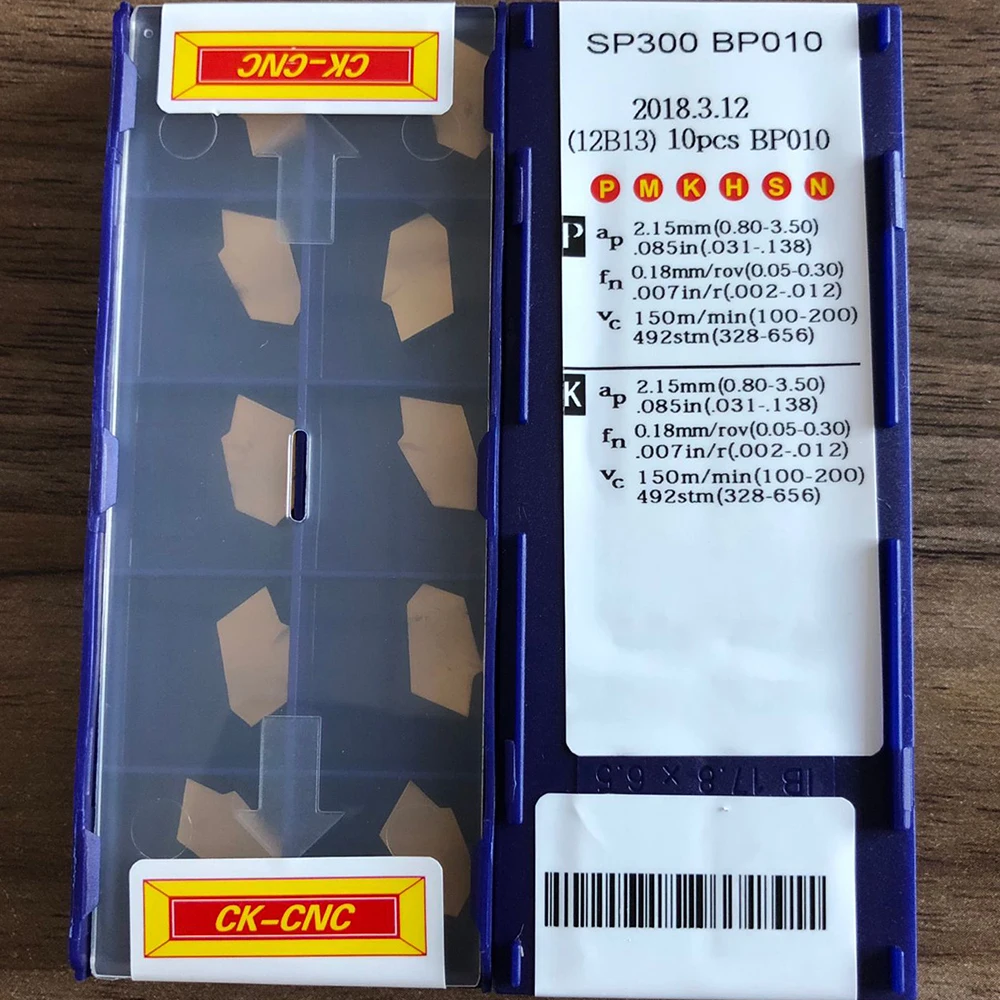 CK-CNC
CK-CNC
SP300 BP010
2018.3.12
(12B13) 10pcs BP010
P M K H S N
P ap 2.15mm(0.80-3.50)
.085in(.031-.138)
fn 0.18mm/rov(0.05-0.30)
.007in/r(.002-.012)
vc 150m/min(100-200)
492stm(328-656)
K ap 2.15mm(0.80-3.50)
.085in(.031-.138)
fn 0.18mm/rov(0.05-0.30)
.007in/r(.002-.012)
vc 150m/min(100-200)
492stm(328-656)
IB 17.8 x 6.5